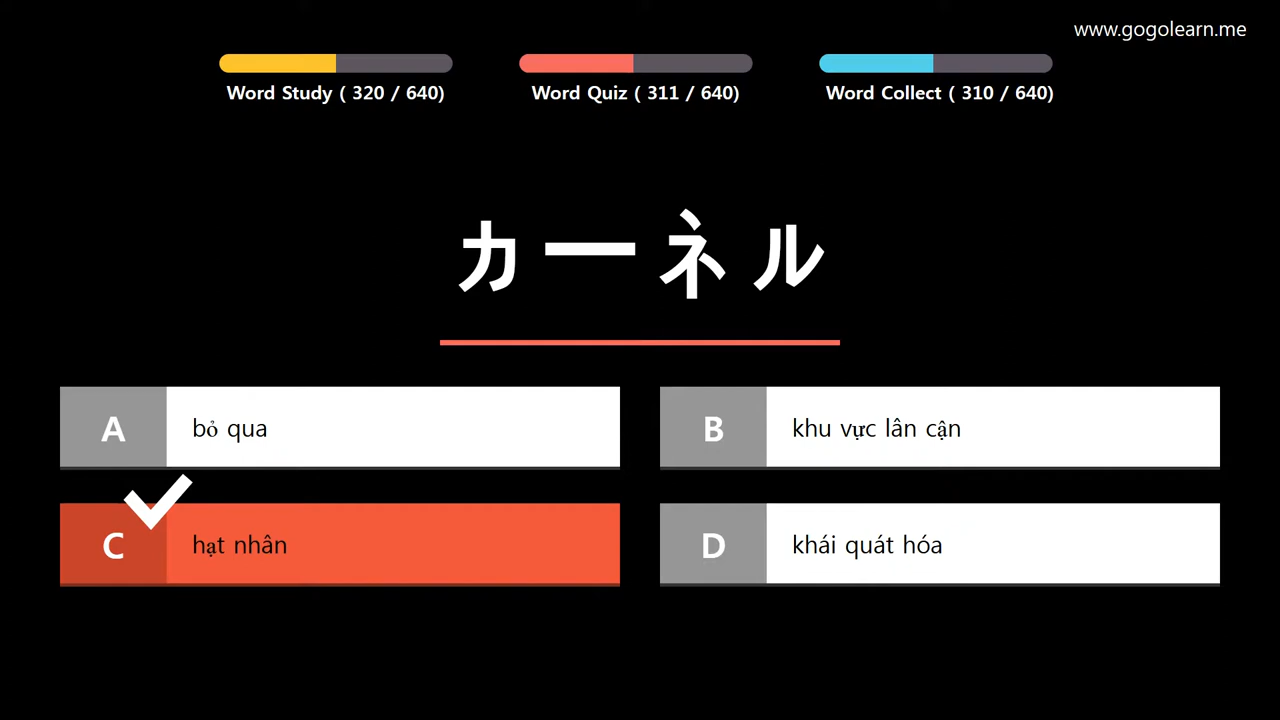 www.gogolearn.me
Word Study ( 320 / 640)
Word Quiz ( 311 / 640)
Word Collect ( 310 / 640)
カーネル
A bỏ qua
B khu vực lân cận
C hạt nhân
D khái quát hóa